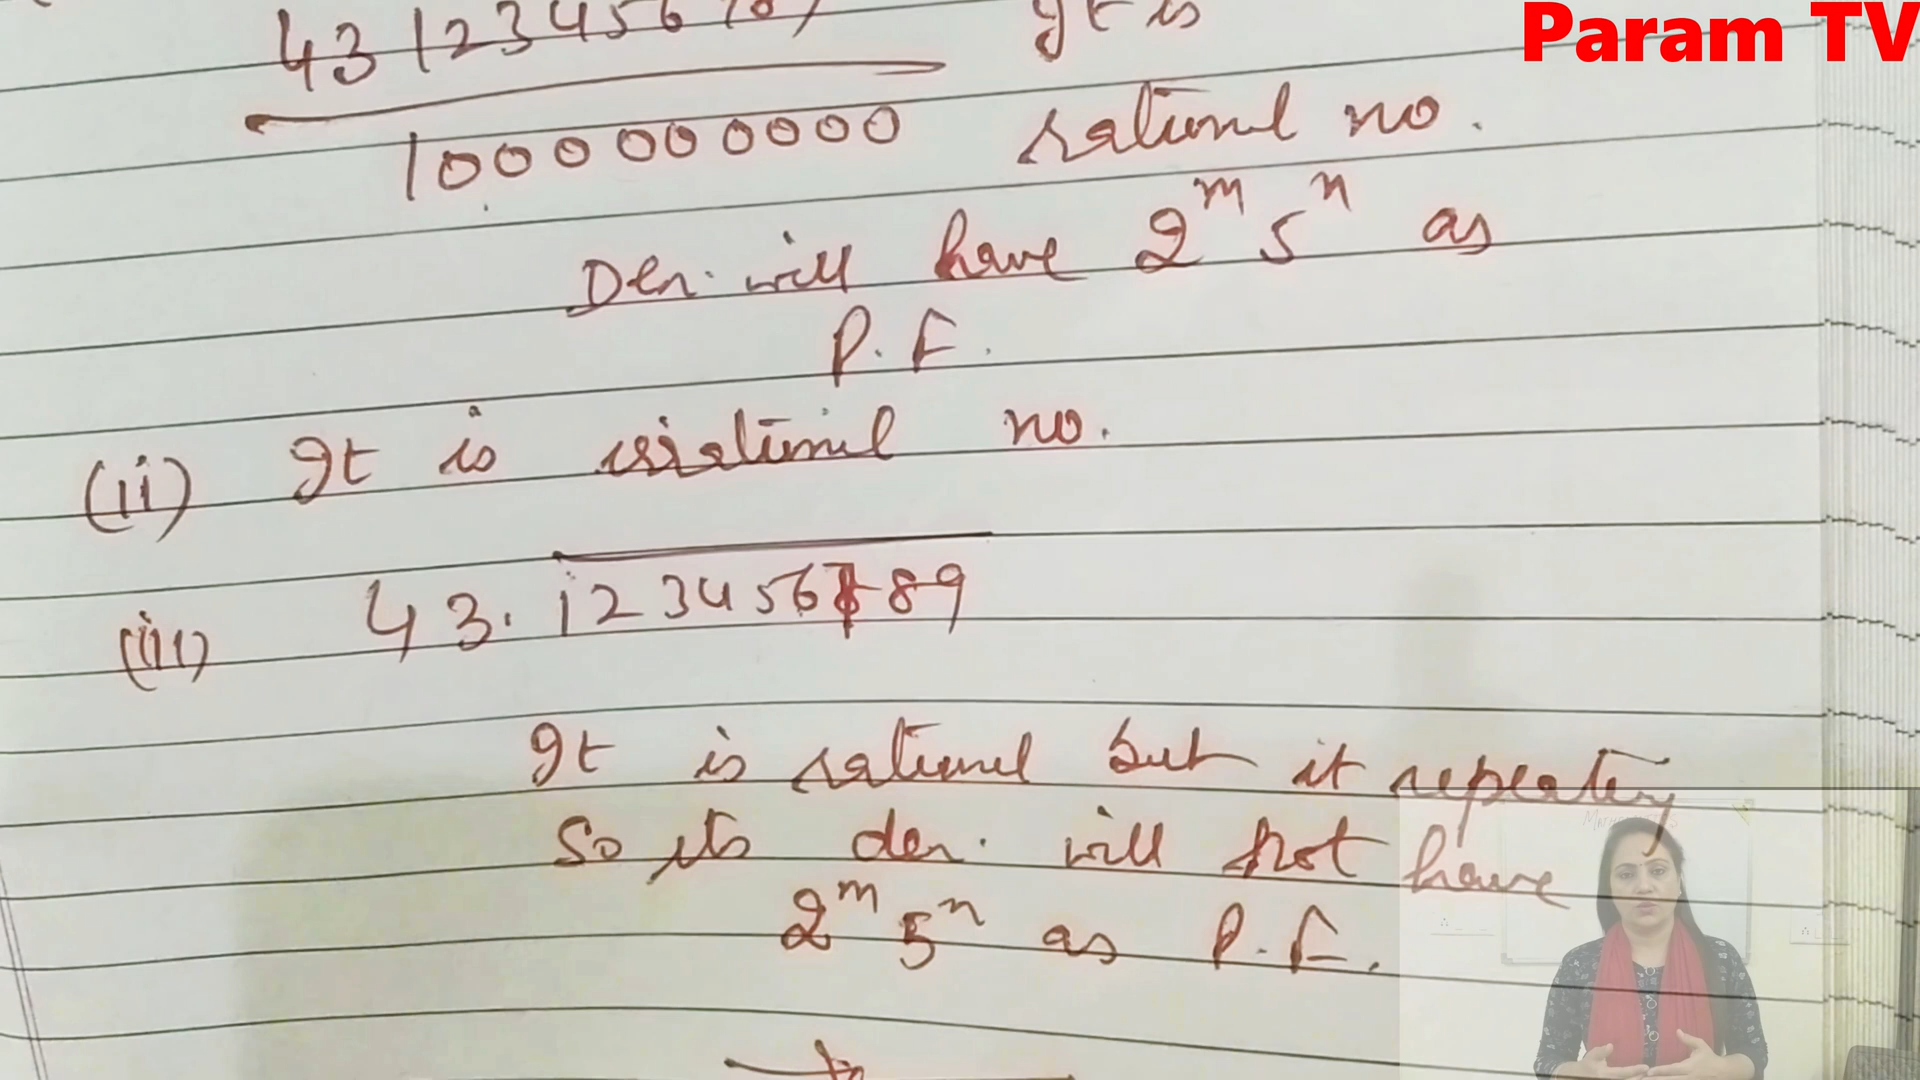 Param TV
43123456789 It is
1000000000 rational no.
Den. will have 2^m 5^n as
P.F.
(ii) It is irrational no.
(iii) 43.123456789
It is rational but it repeating
So its den. will not have
2^m 5^n as P.F.